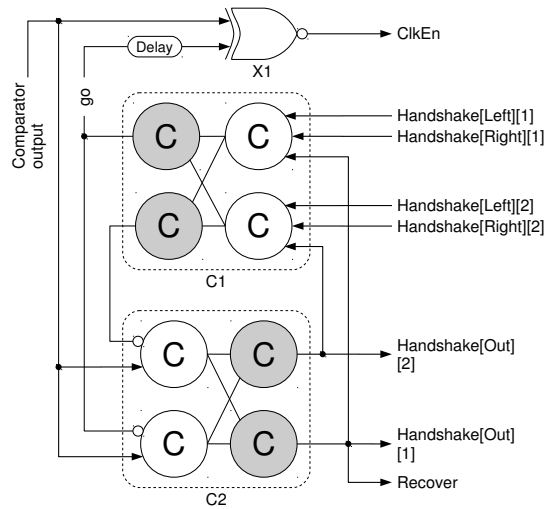 ClkEn
Delay
X1
go
Comparator
output
C
C
Handshake[Left][1]
Handshake[Right][1]
C
C
Handshake[Left][2]
Handshake[Right][2]
C1
C
C
Handshake[Out]
[2]
C
C
Handshake[Out]
[1]
Recover
C2